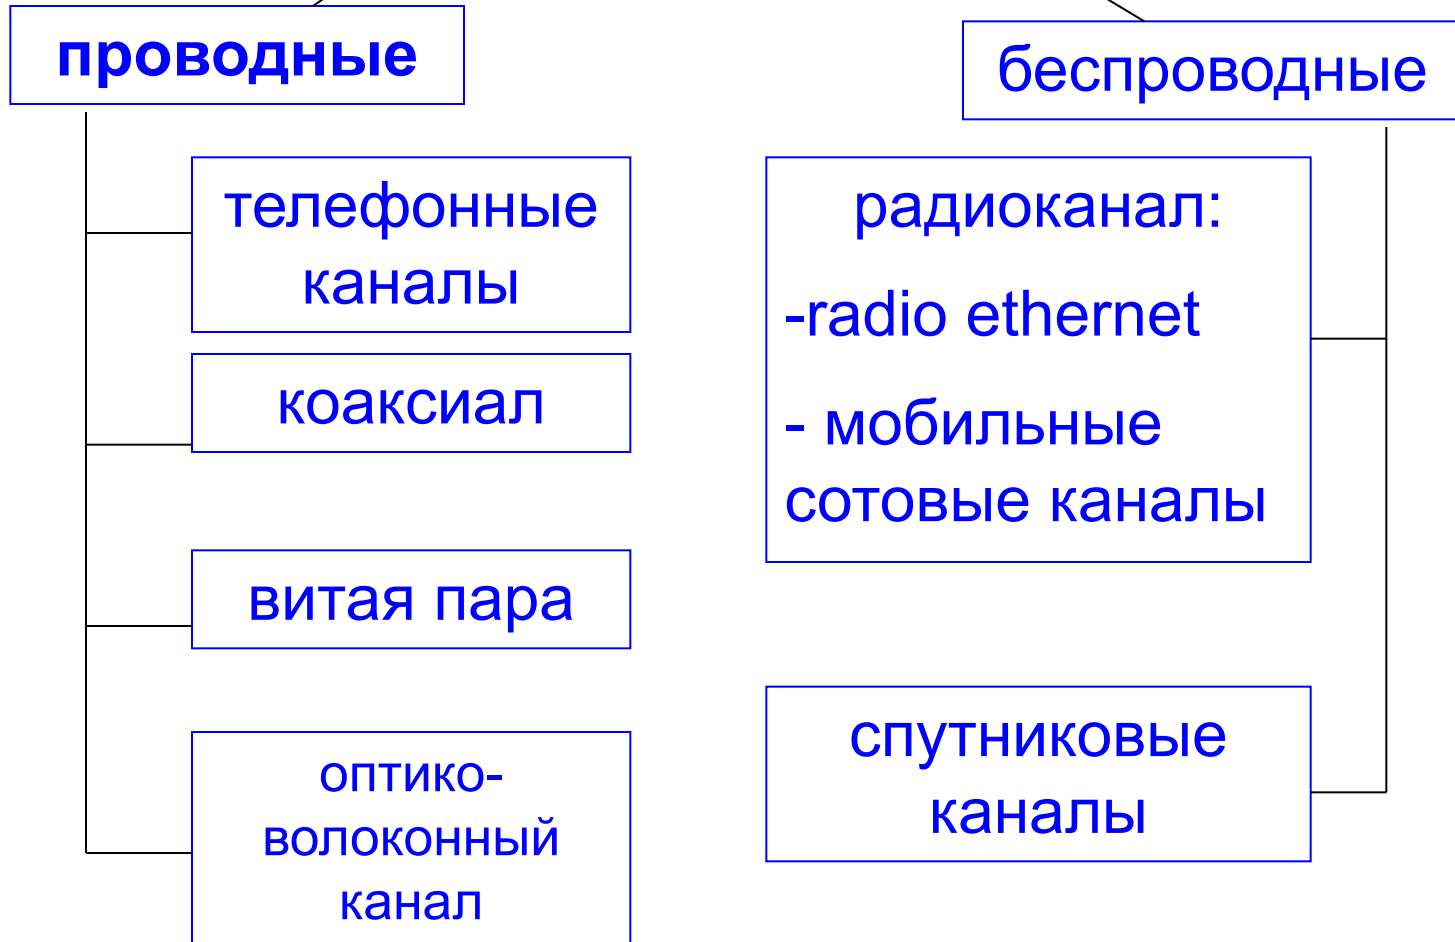 проводные
телефонные
каналы
коаксиал
витая пара
оптико-
волоконный
канал
беспроводные
радиоканал:
-radio ethernet
- мобильные
сотовые каналы
спутниковые
каналы